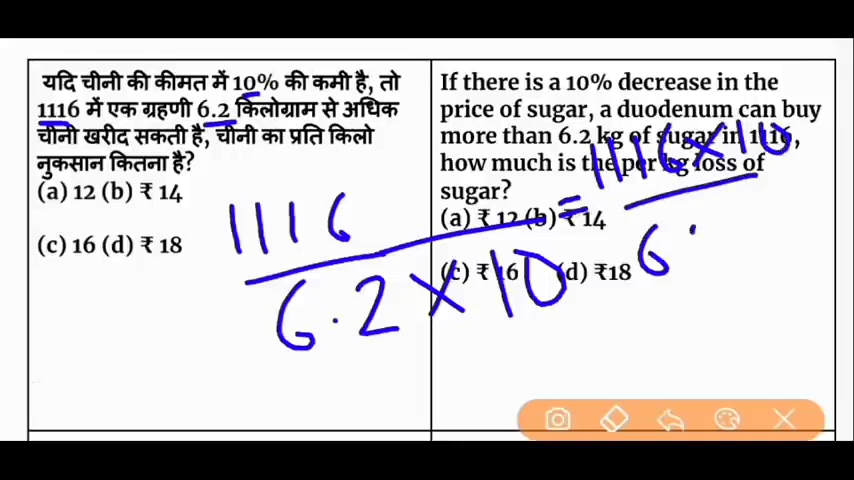 यदि चीनी की कीमत में 10% की कमी है, तो
1116 में एक ग्रहणी 6.2 किलोग्राम से अधिक
चीनी खरीद सकती है, चीनी का प्रति किलो
नुकसान कितना है?
(a) 12 (b) ₹ 14
(c) 16 (d) ₹ 18
If there is a 10% decrease in the
price of sugar, a duodenum can buy
more than 6.2 kg of sugar in 1116,
how much is the per kg loss of
sugar?
(a) ₹ 12 (b) ₹ 14
(c) ₹ 16 (d) ₹18
1116
6.2 × 10
= 1116 × 10
6